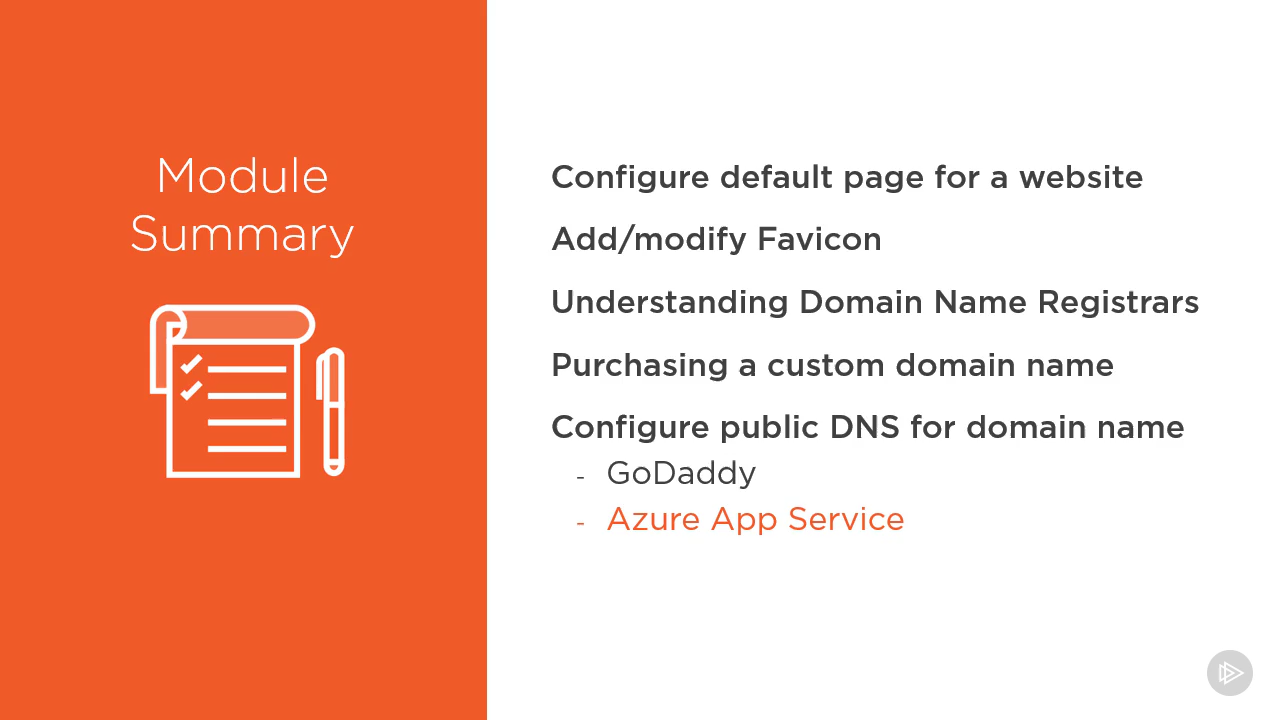 Module
Summary
Configure default page for a website
Add/modify Favicon
Understanding Domain Name Registrars
Purchasing a custom domain name
Configure public DNS for domain name
- GoDaddy
- Azure App Service